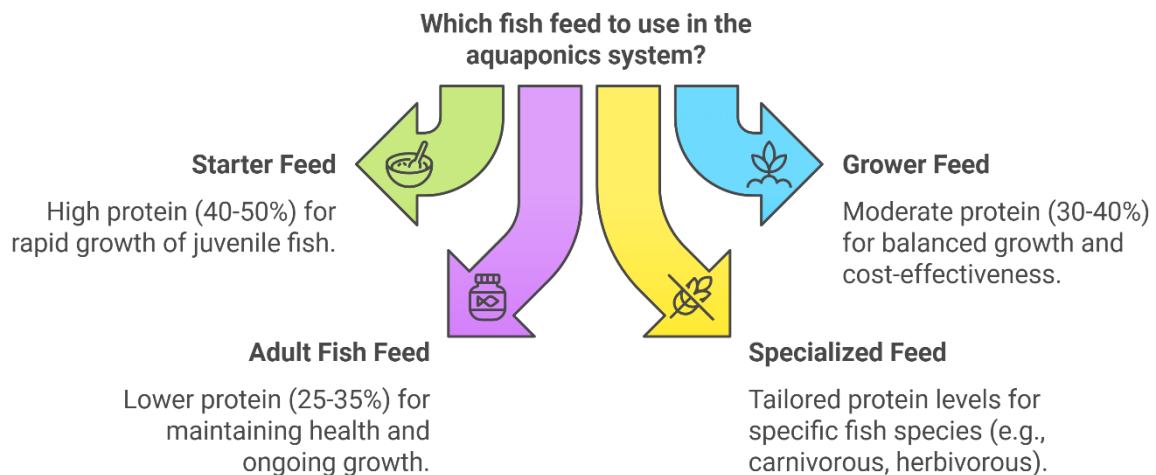 Which fish feed to use in the
aquaponics system?
Starter Feed
High protein (40-50%) for
rapid growth of juvenile fish.
Grower Feed
Moderate protein (30-40%)
for balanced growth and
cost-effectiveness.
Adult Fish Feed
Lower protein (25-35%) for
maintaining health and
ongoing growth.
Specialized Feed
Tailored protein levels for
specific fish species (e.g.,
carnivorous, herbivorous).